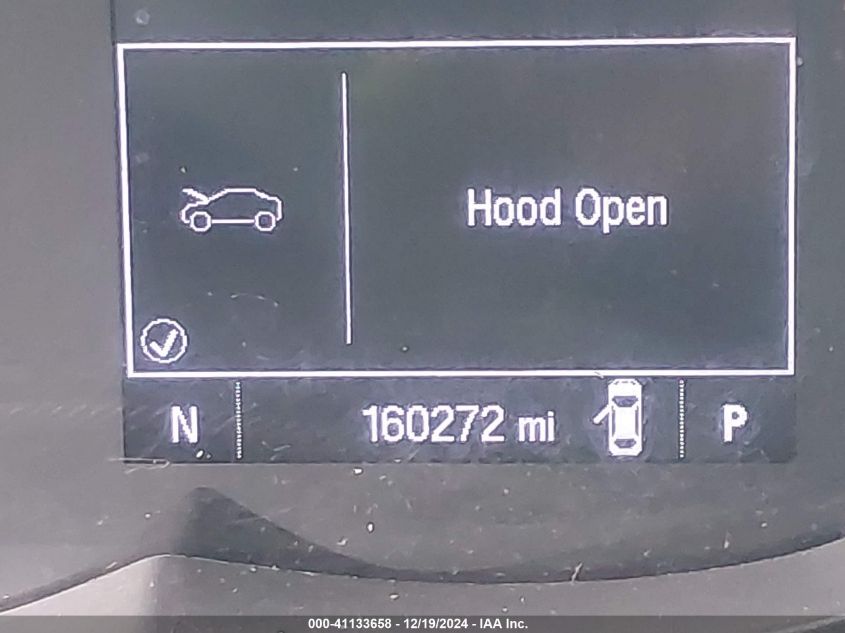 Hood Open
N 160272 mi P
000-41133658 - 12/19/2024 - IAA Inc.